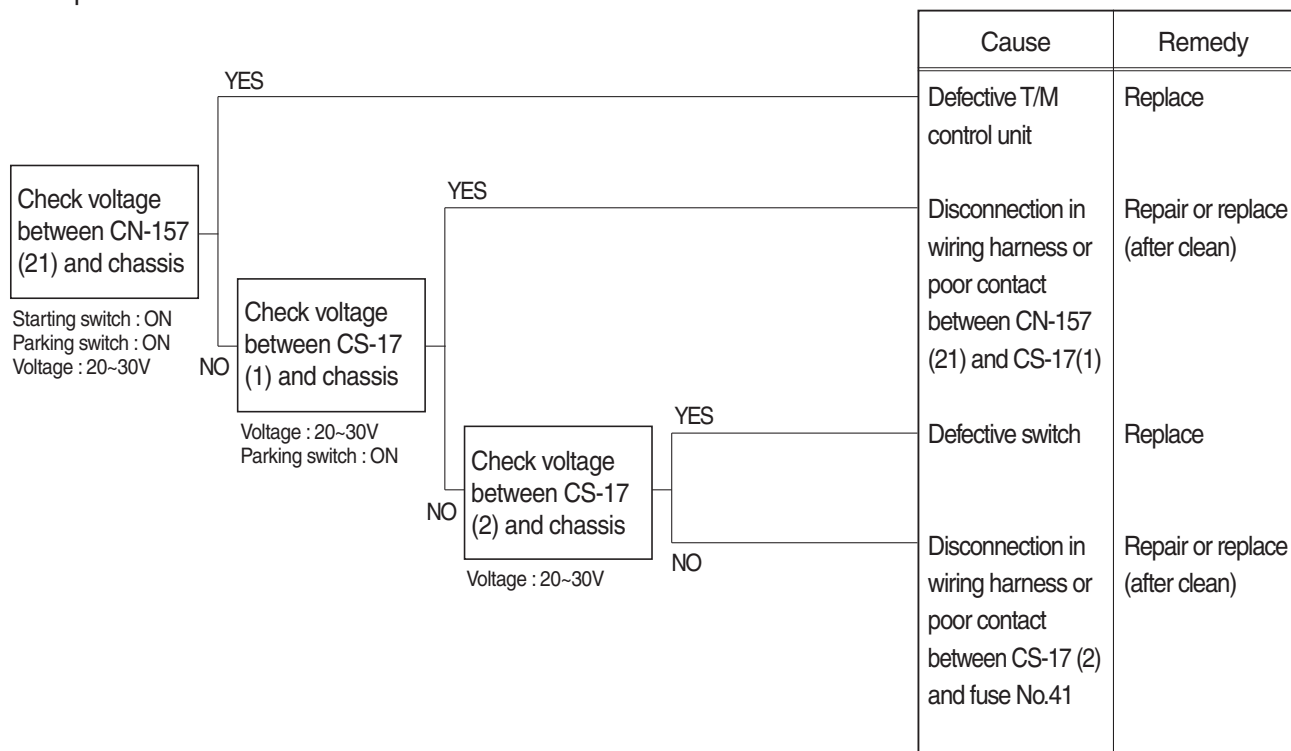 Cause
Remedy
YES
Defective T/M
control unit
Replace
Check voltage
between CN-157
(21) and chassis
Starting switch : ON
Parking switch : ON
Voltage : 20~30V
NO
YES
Disconnection in
wiring harness or
poor contact
between CN-157
(21) and CS-17(1)
Repair or replace
(after clean)
Check voltage
between CS-17
(1) and chassis
Voltage : 20~30V
Parking switch : ON
NO
YES
Defective switch
Replace
Check voltage
between CS-17
(2) and chassis
Voltage : 20~30V
NO
Disconnection in
wiring harness or
poor contact
between CS-17 (2)
and fuse No.41
Repair or replace
(after clean)